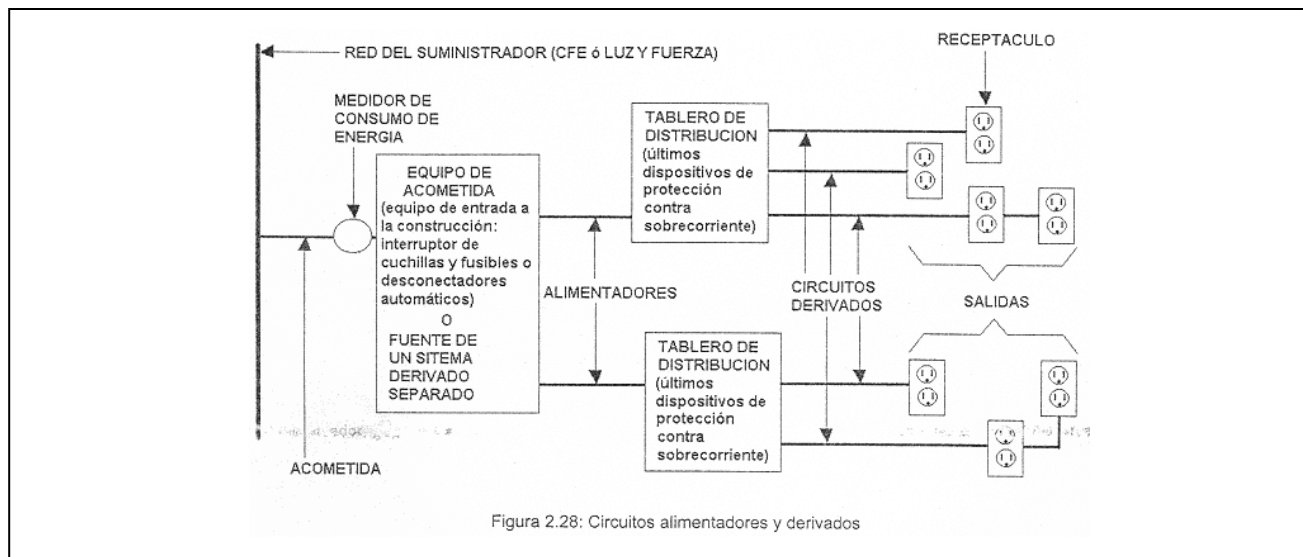 RED DEL SUMINISTRADOR (CFE ó LUZ Y FUERZA)
RECEPTACULO
MEDIDOR DE
CONSUMO DE
ENERGIA
EQUIPO DE
ACOMETIDA
(equipo de entrada a
la construcción:
interruptor de
cuchillas y fusibles o
desconectadores
automáticos)
O
FUENTE DE
UN SITEMA
DERIVADO
SEPARADO
ACOMETIDA
ALIMENTADORES
TABLERO DE
DISTRIBUCION
(últimos
dispositivos de
protección
contra
sobrecorriente)
TABLERO DE
DISTRIBUCION
(últimos
dispositivos de
protección
contra
sobrecorriente)
CIRCUITOS
DERIVADOS
SALIDAS
Figura 2.28: Circuitos alimentadores y derivados